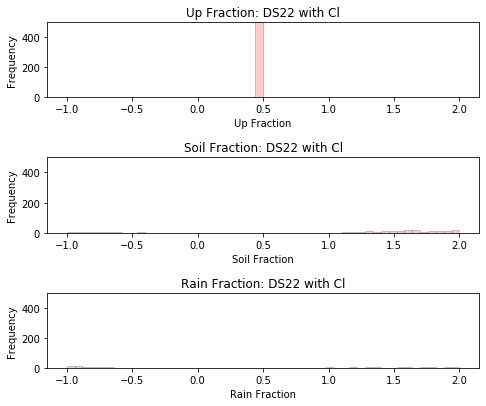 Up Fraction: DS22 with Cl
Frequency
400
200
0
−1.0 −0.5 0.0 0.5 1.0 1.5 2.0
Up Fraction
Soil Fraction: DS22 with Cl
Frequency
400
200
0
−1.0 −0.5 0.0 0.5 1.0 1.5 2.0
Soil Fraction
Rain Fraction: DS22 with Cl
Frequency
400
200
0
−1.0 −0.5 0.0 0.5 1.0 1.5 2.0
Rain Fraction